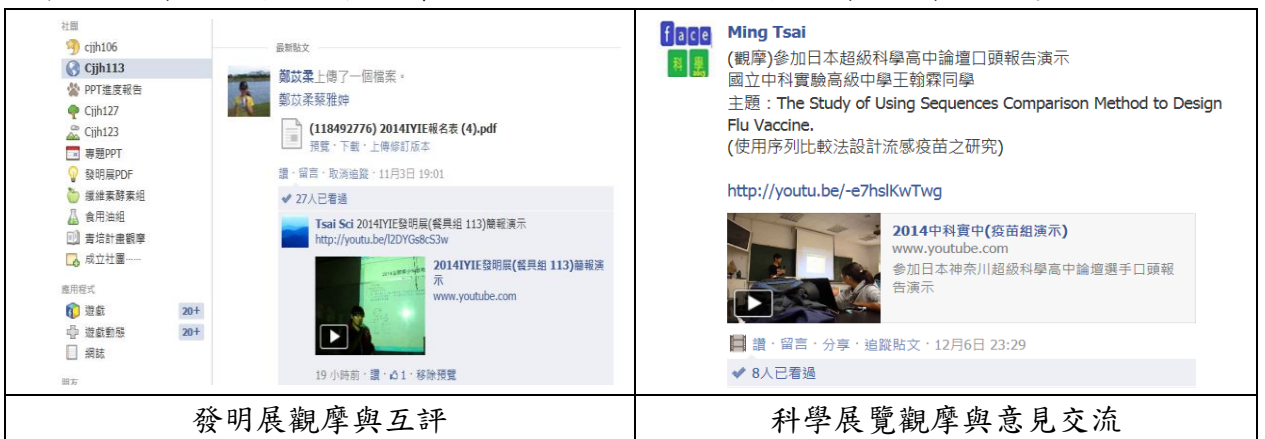 社團
cjjh106
Cjjh113
PPT進度報告
Cjjh127
Cjjh123
專題PPT
發明展PDF
纖維素酵素組
食用油組
青培計畫觀摩
成立社團……
應用程式
遊戲 20+
遊戲動態 20+
網誌
朋友
最新貼文
鄭苡柔上傳了一個檔案。
鄭苡柔蔡雅婷
(118492776) 2014IYIE報名表 (4).pdf
預覽・下載・上傳修訂版本
讚・留言・取消追蹤・11月3日 19:01
27人已看過
Tsai Sci 2014IYIE發明展(餐具組 113)簡報演示
http://youtu.be/l2DYGs8cS3w
2014IYIE發明展(餐具組 113)簡報演
示
www.youtube.com
19 小時前・讚・1・移除預覽
發明展觀摩與互評
face
科學
Ming Tsai
(觀摩)參加日本超級科學高中論壇口頭報告演示
國立中科實驗高級中學王翰霖同學
主題：The Study of Using Sequences Comparison Method to Design
Flu Vaccine.
(使用序列比較法設計流感疫苗之研究)
http://youtu.be/-e7hslKwTwg
2014中科實中(疫苗組演示)
www.youtube.com
參加日本神奈川超級科學高中論壇選手口頭報
告演示
讚・留言・分享・追蹤貼文・12月6日 23:29
8人已看過
科學展覽觀摩與意見交流